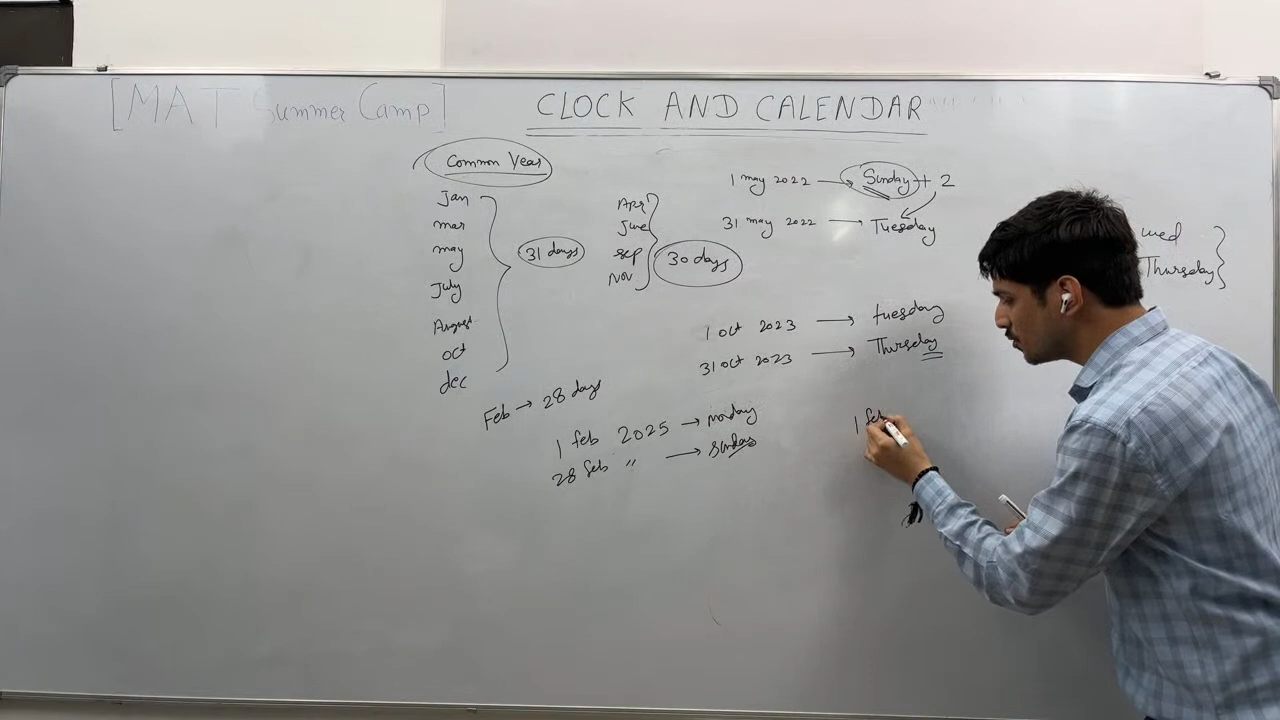 [MAT Summer Camp]
CLOCK AND CALENDAR
Common Year
Jan
mar
may
July
August
oct
dec
31 days
Apr
June
sep
Nov
30 days
Feb → 28 days
1 feb 2025 → monday
28 feb " → sunday
1 may 2022 → Sunday + 2
31 may 2022 → Tuesday
wed
Thursday
1 oct 2023 → tuesday
31 oct 2023 → Thursday
1 feb